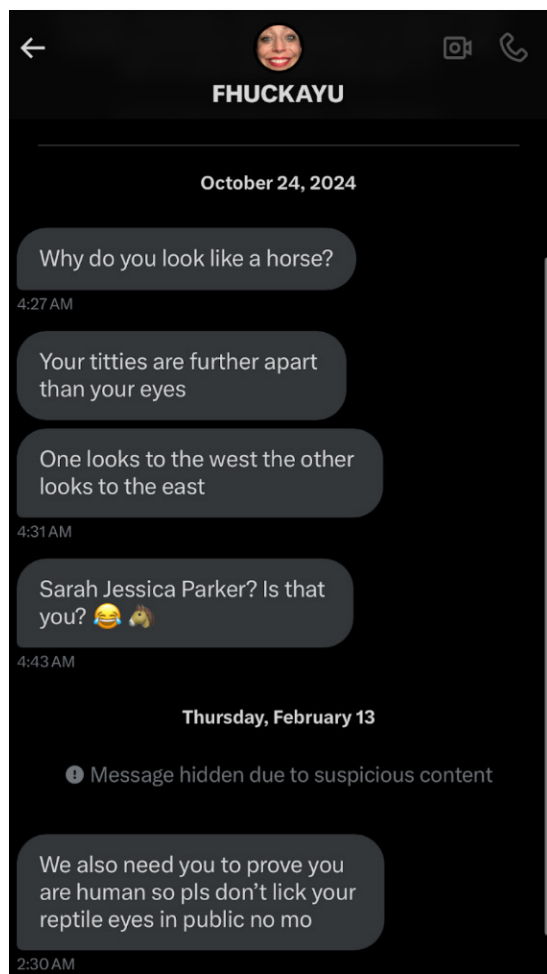 FHUCKAYU
October 24, 2024
Why do you look like a horse?
4:27 AM
Your titties are further apart
than your eyes
One looks to the west the other
looks to the east
4:31 AM
Sarah Jessica Parker? Is that
you? 😂 🐴
4:43 AM
Thursday, February 13
Message hidden due to suspicious content
We also need you to prove you
are human so pls don’t lick your
reptile eyes in public no mo
2:30 AM